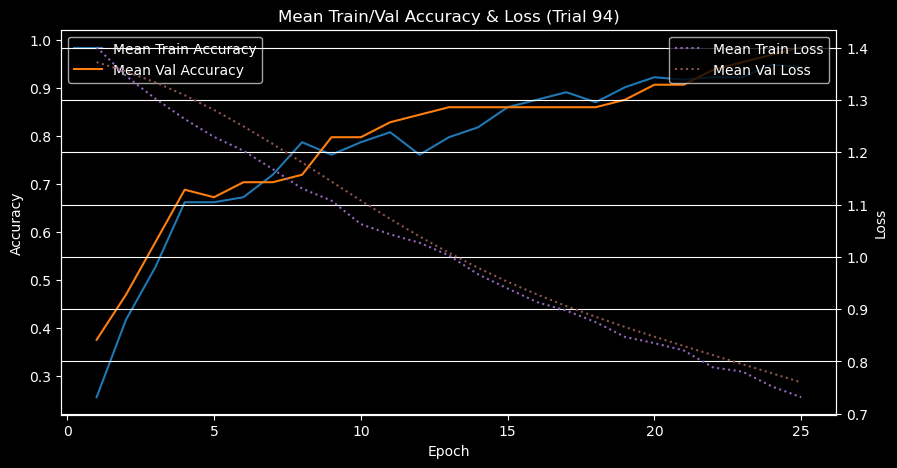 Mean Train/Val Accuracy & Loss (Trial 94)
Mean Train Accuracy
Mean Val Accuracy
Mean Train Loss
Mean Val Loss
Accuracy
1.0
0.9
0.8
0.7
0.6
0.5
0.4
0.3
Loss
1.4
1.3
1.2
1.1
1.0
0.9
0.8
0.7
0 5 10 15 20 25
Epoch